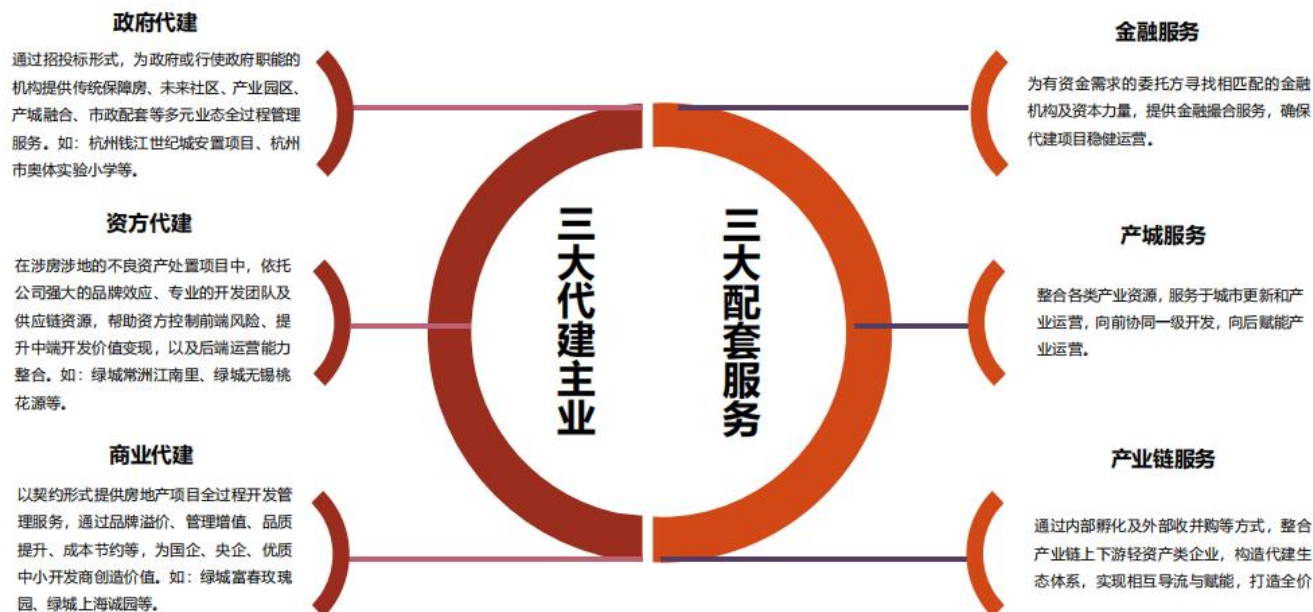 政府代建
通过招投标形式，为政府或行使政府职能的
机构提供传统保障房、未来社区、产业园区、
产城融合、市政配套等多元业态全过程管理
服务。如：杭州钱江世纪城安置项目、杭州
市奥体实验小学等。
资方代建
在涉房涉地的不良资产处置项目中，依托
公司强大的品牌效应、专业的开发团队及
供应链资源，帮助资方控制前端风险、提
升中端开发价值变现，以及后端运营能力
整合。如：绿城常洲江南里、绿城无锡桃
花源等。
商业代建
以契约形式提供房地产项目全过程开发管
理服务，通过品牌溢价、管理增值、品质
提升、成本节约等，为国企、央企、优质
中小开发商创造价值。如：绿城富春玫瑰
园、绿城上海诚园等。
三大代建主业
三大配套服务
金融服务
为有资金需求的委托方寻找相匹配的金融
机构及资本力量，提供金融撮合服务，确保
代建项目稳健运营。
产城服务
整合各类产业资源，服务于城市更新和产
业运营，向前协同一级开发，向后赋能产
业运营。
产业链服务
通过内部孵化及外部收并购等方式，整合
产业链上下游轻资产类企业，构造代建生
态体系，实现相互导流与赋能，打造全价